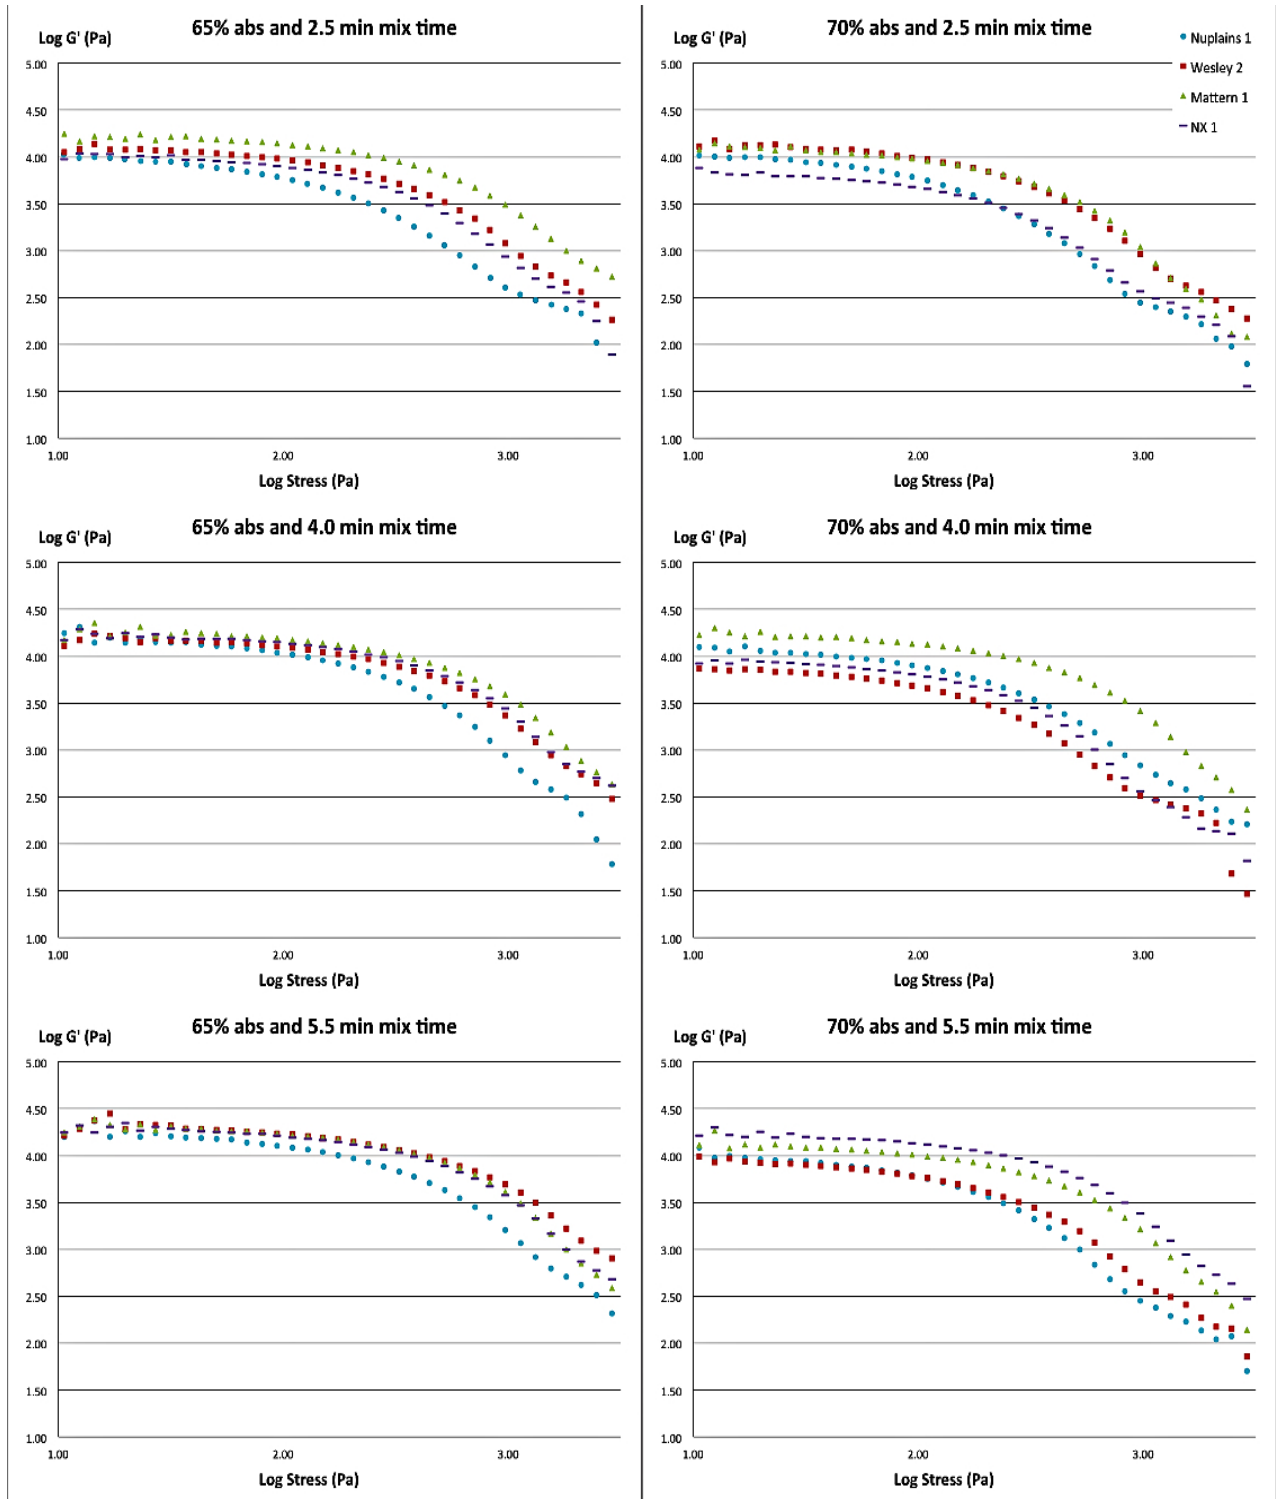 65% abs and 2.5 min mix time
Log G' (Pa)
5.00
4.50
4.00
3.50
3.00
2.50
2.00
1.50
1.00
1.00 2.00 3.00
Log Stress (Pa)
70% abs and 2.5 min mix time
Log G' (Pa)
Nuplains 1
Wesley 2
Mattern 1
NX 1
5.00
4.50
4.00
3.50
3.00
2.50
2.00
1.50
1.00
1.00 2.00 3.00
Log Stress (Pa)
65% abs and 4.0 min mix time
Log G' (Pa)
5.00
4.50
4.00
3.50
3.00
2.50
2.00
1.50
1.00
1.00 2.00 3.00
Log Stress (Pa)
70% abs and 4.0 min mix time
Log G' (Pa)
5.00
4.50
4.00
3.50
3.00
2.50
2.00
1.50
1.00
1.00 2.00 3.00
Log Stress (Pa)
65% abs and 5.5 min mix time
Log G' (Pa)
5.00
4.50
4.00
3.50
3.00
2.50
2.00
1.50
1.00
1.00 2.00 3.00
Log Stress (Pa)
70% abs and 5.5 min mix time
Log G' (Pa)
5.00
4.50
4.00
3.50
3.00
2.50
2.00
1.50
1.00
1.00 2.00 3.00
Log Stress (Pa)